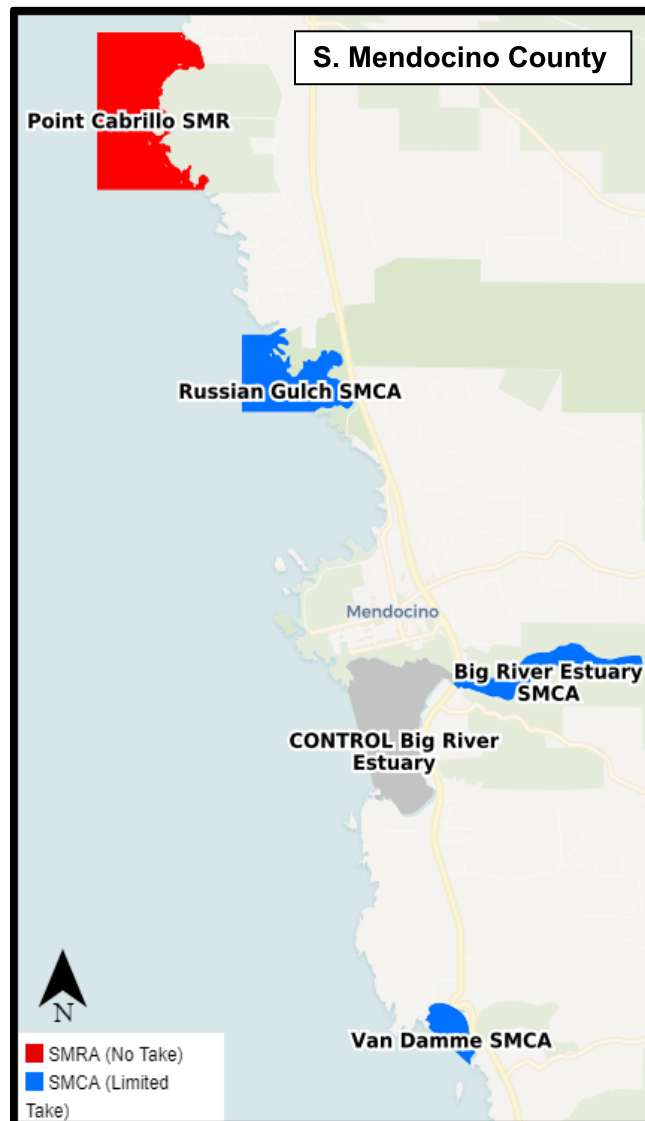 S. Mendocino County
Point Cabrillo SMR
Russian Gulch SMCA
Mendocino
Big River Estuary
SMCA
CONTROL Big River
Estuary
Van Damme SMCA
N
SMRA (No Take)
SMCA (Limited
Take)